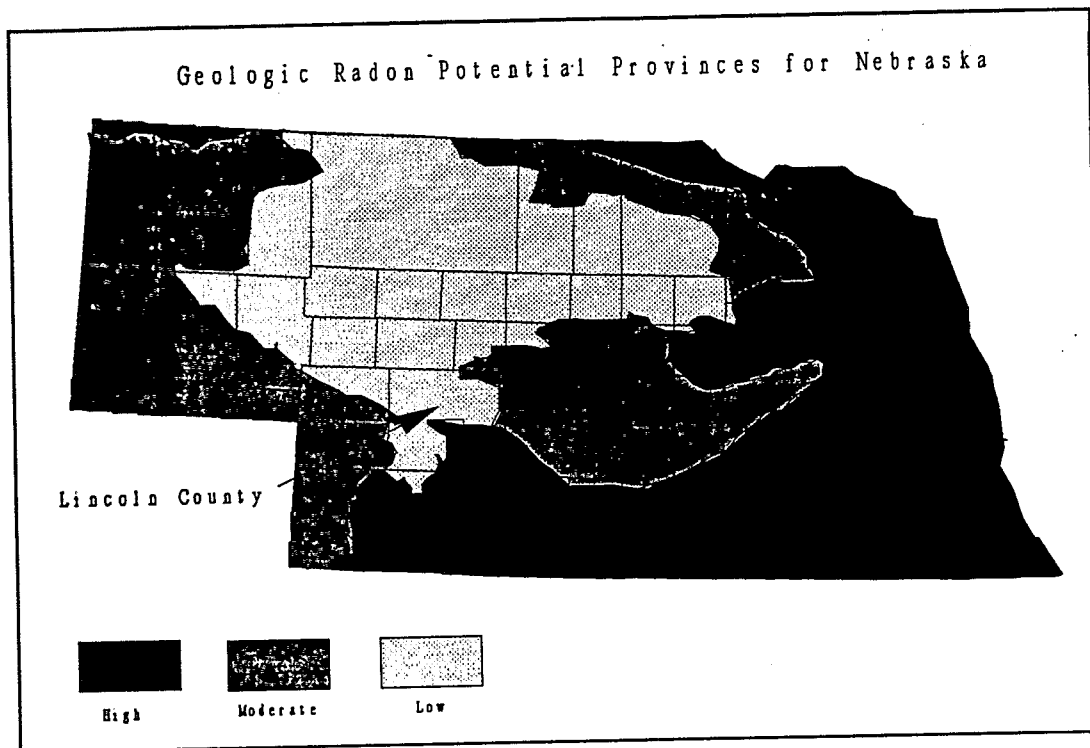 Geologic Radon Potential Provinces for Nebraska
Lincoln County
High
Moderate
Low